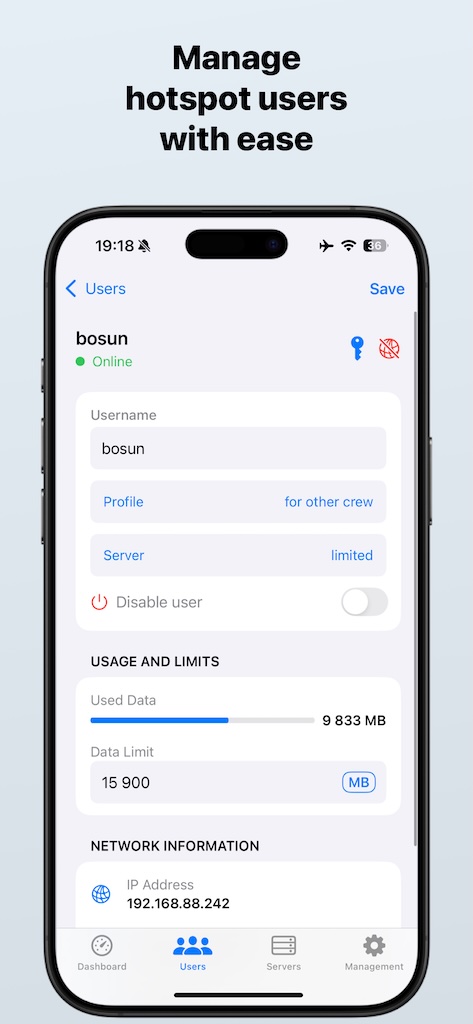 Manage
hotspot users
with ease
19:18
36
Users
Save
bosun
Online
Username
bosun
Profile
for other crew
Server
limited
Disable user
USAGE AND LIMITS
Used Data
9 833 MB
Data Limit
15 900
MB
NETWORK INFORMATION
IP Address
192.168.88.242
Dashboard
Users
Servers
Management